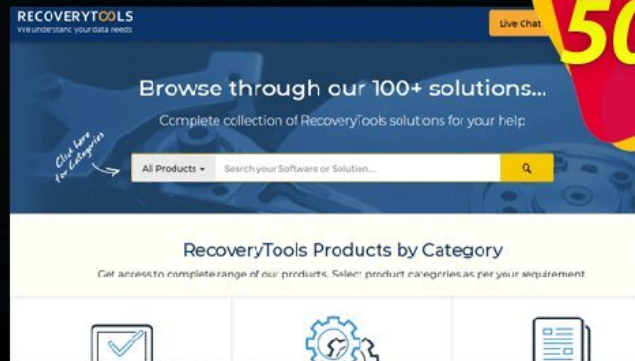 RECOVERYTOOLS
We understand your data needs
Live Chat
50
Browse through our 100+ solutions...
Complete collection of RecoveryTools solutions for your help
Click here
for Categories
All Products
Search your Software or Solution....
RecoveryTools Products by Category
Get access to complete range of our products. Select product categories as per your requirement